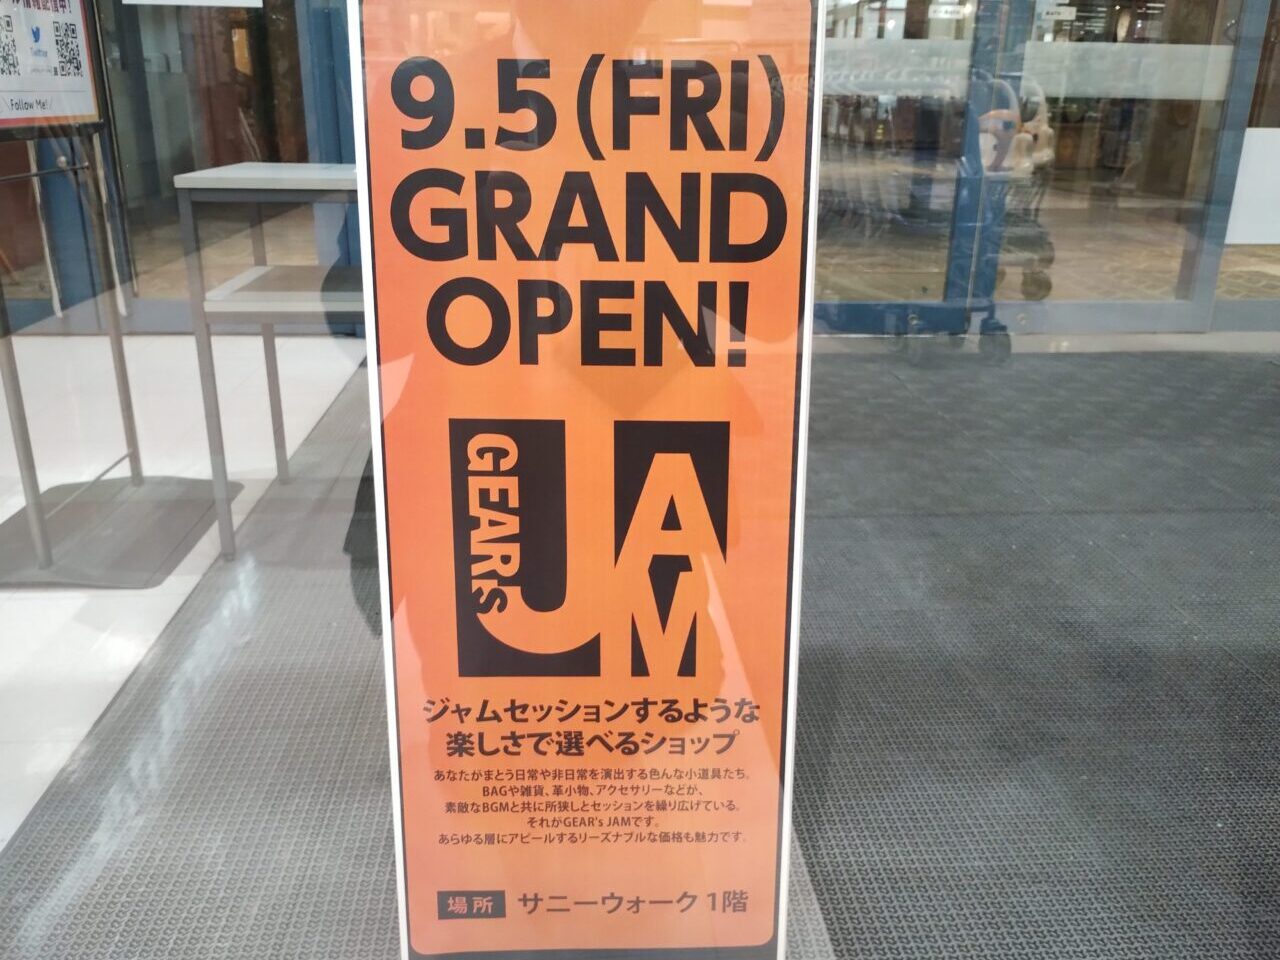 Twitter
Follow Me!
9.5 (FRI)
GRAND
OPEN!
GEAR's
JAM
ジャムセッションするような
楽しさで選べるショップ
あなたがまとう日常や非日常を演出する色んな小道具たち。
BAGや雑貨、革小物、アクセサリーなどが、
素敵なBGMと共に所狭しとセッションを繰り広げている。
それがGEAR's JAMです。
あらゆる層にアピールするリーズナブルな価格も魅力です。
場所 サニーウォーク 1階